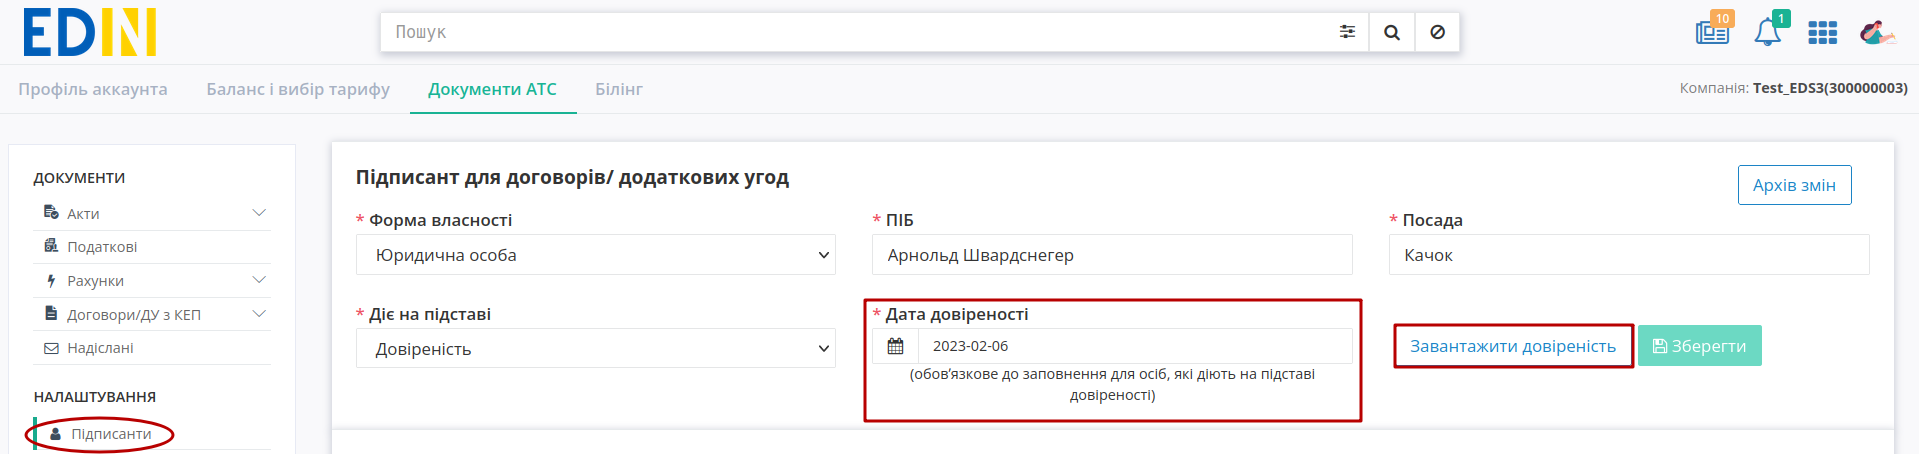 EDIN
Пошук
10
1
Профіль аккаунта
Баланс і вибір тарифу
Документи АТС
Білінг
Компанія: Test_EDS3(300000003)
ДОКУМЕНТИ
Акти
Податкові
Рахунки
Договори/ДУ з КЕП
Надіслані
НАЛАШТУВАННЯ
Підписанти
Підписант для договорів/ додаткових угод
Архів змін
* Форма власності
Юридична особа
* ПІБ
Арнольд Швардснегер
* Посада
Качок
* Діє на підставі
Довіреність
* Дата довіреності
2023-02-06
(обов’язкове до заповнення для осіб, які діють на підставі
довіреності)
Завантажити довіреність
Зберегти